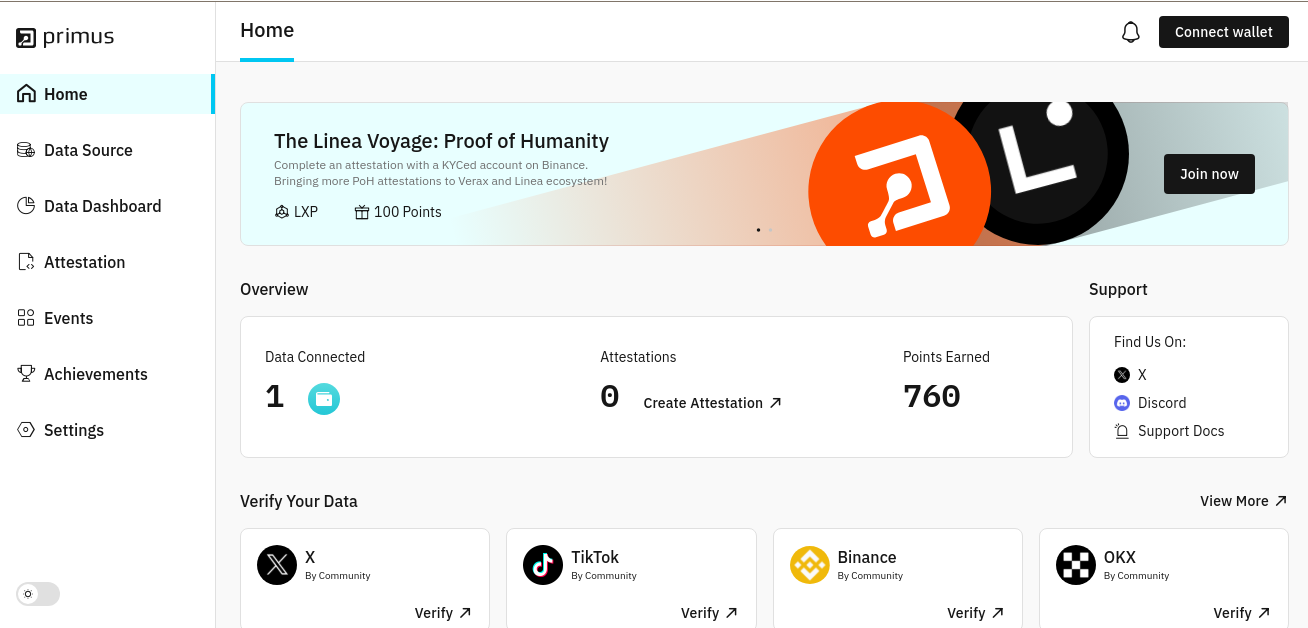 primus
Home
Connect wallet
Home
Data Source
Data Dashboard
Attestation
Events
Achievements
Settings
The Linea Voyage: Proof of Humanity
Complete an attestation with a KYCed account on Binance.
Bringing more PoH attestations to Verax and Linea ecosystem!
LXP 100 Points
Join now
Overview
Data Connected
1
Attestations
0 Create Attestation
Points Earned
760
Support
Find Us On:
X
Discord
Support Docs
Verify Your Data
View More
X
By Community
Verify
TikTok
By Community
Verify
Binance
By Community
Verify
OKX
By Community
Verify